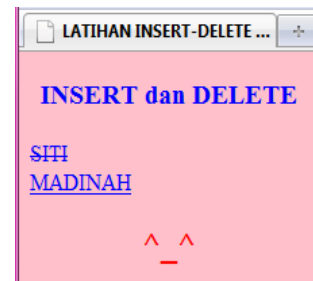 LATIHAN INSERT-DELETE ...
INSERT dan DELETE
SITI
MADINAH
^_^